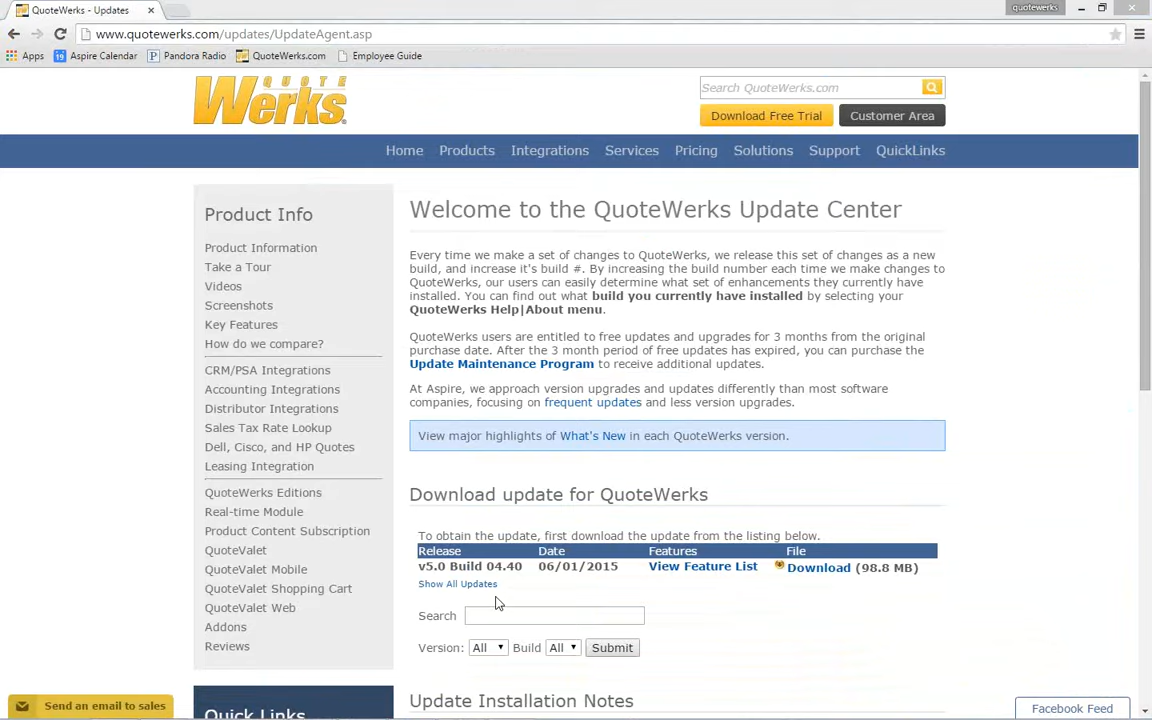 QuoteWerks - Updates
quotewerks
www.quotewerks.com/updates/UpdateAgent.asp
Apps
19 Aspire Calendar
P Pandora Radio
QuoteWerks.com
Employee Guide
QUOTE
Werks
Search QuoteWerks.com
Download Free Trial
Customer Area
Home Products Integrations Services Pricing Solutions Support QuickLinks
Product Info
Product Information
Take a Tour
Videos
Screenshots
Key Features
How do we compare?
CRM/PSA Integrations
Accounting Integrations
Distributor Integrations
Sales Tax Rate Lookup
Dell, Cisco, and HP Quotes
Leasing Integration
QuoteWerks Editions
Real-time Module
Product Content Subscription
QuoteValet
QuoteValet Mobile
QuoteValet Shopping Cart
QuoteValet Web
Addons
Reviews
Quick Links
Welcome to the QuoteWerks Update Center
Every time we make a set of changes to QuoteWerks, we release this set of changes as a new
build, and increase it's build #. By increasing the build number each time we make changes to
QuoteWerks, our users can easily determine what set of enhancements they currently have
installed. You can find out what build you currently have installed by selecting your
QuoteWerks Help|About menu.
QuoteWerks users are entitled to free updates and upgrades for 3 months from the original
purchase date. After the 3 month period of free updates has expired, you can purchase the
Update Maintenance Program to receive additional updates.
At Aspire, we approach version upgrades and updates differently than most software
companies, focusing on frequent updates and less version upgrades.
View major highlights of What's New in each QuoteWerks version.
Download update for QuoteWerks
To obtain the update, first download the update from the listing below.
Release Date Features File
v5.0 Build 04.40 06/01/2015 View Feature List Download (98.8 MB)
Show All Updates
Search
Version: All Build All Submit
Update Installation Notes
Send an email to sales
Facebook Feed